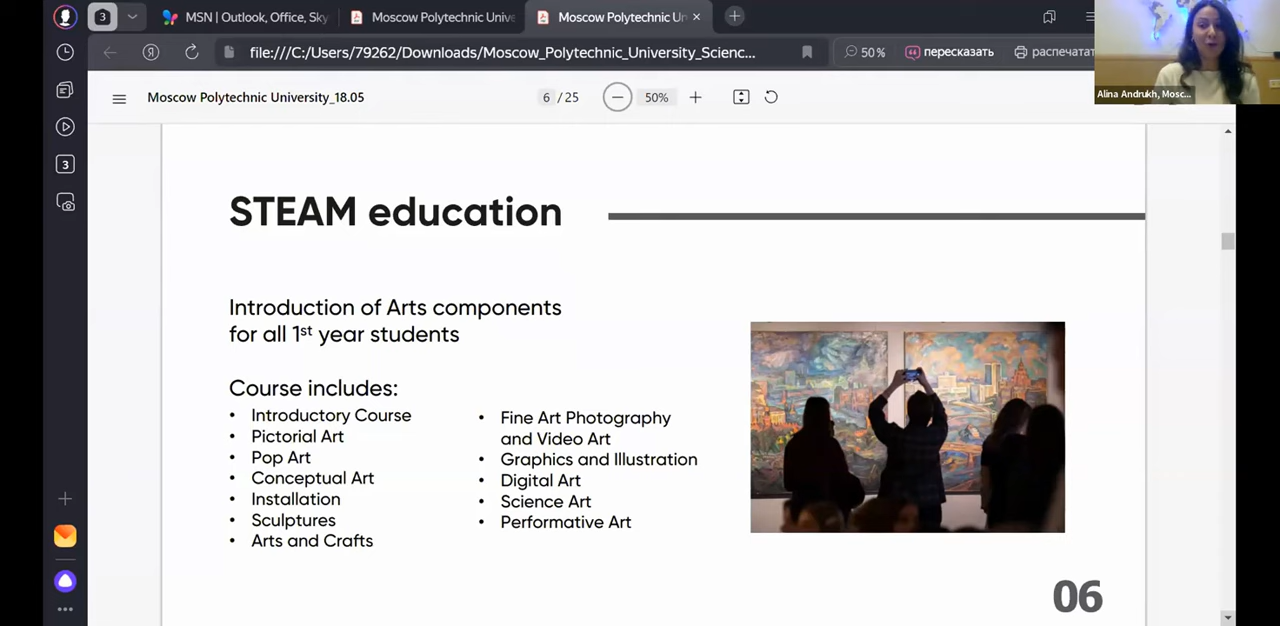 3
MSN | Outlook, Office, Sky
Moscow Polytechnic Unive
Moscow Polytechnic Un
file:///C:/Users/79262/Downloads/Moscow_Polytechnic_University_Scienc...
50%
пересказать
распечатат
Alina Andrukh, Mosc...
Moscow Polytechnic University_18.05
6 / 25
50%
3
STEAM education
Introduction of Arts components
for all 1st year students
Course includes:
• Introductory Course
• Pictorial Art
• Pop Art
• Conceptual Art
• Installation
• Sculptures
• Arts and Crafts
• Fine Art Photography
and Video Art
• Graphics and Illustration
• Digital Art
• Science Art
• Performative Art
06